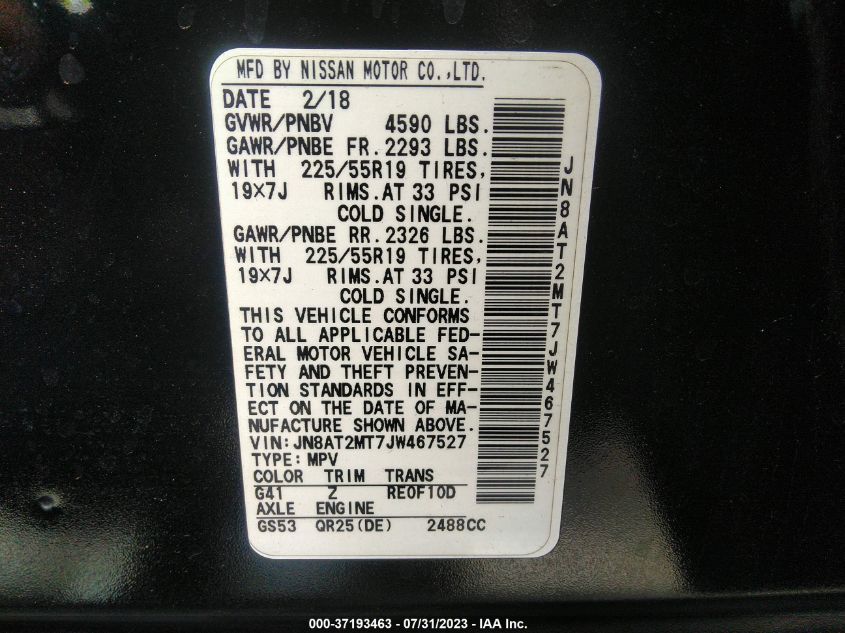 MFD BY NISSAN MOTOR CO.,LTD.
DATE 2/18
GVWR/PNBV 4590 LBS.
GAWR/PNBE FR. 2293 LBS.
WITH 225/55R19 TIRES,
19×7J RIMS.AT 33 PSI
COLD SINGLE.
GAWR/PNBE RR. 2326 LBS.
WITH 225/55R19 TIRES,
19×7J RIMS.AT 33 PSI
COLD SINGLE.
THIS VEHICLE CONFORMS
TO ALL APPLICABLE FED-
ERAL MOTOR VEHICLE SA-
FETY AND THEFT PREVEN-
TION STANDARDS IN EFF-
ECT ON THE DATE OF MA-
NUFACTURE SHOWN ABOVE.
VIN:JN8AT2MT7JW467527
TYPE:MPV
COLOR TRIM TRANS
G41 Z RE0F10D
AXLE ENGINE
GS53 QR25(DE) 2488CC
JN8AT2MT7JW467527
000-37193463 - 07/31/2023 - IAA Inc.